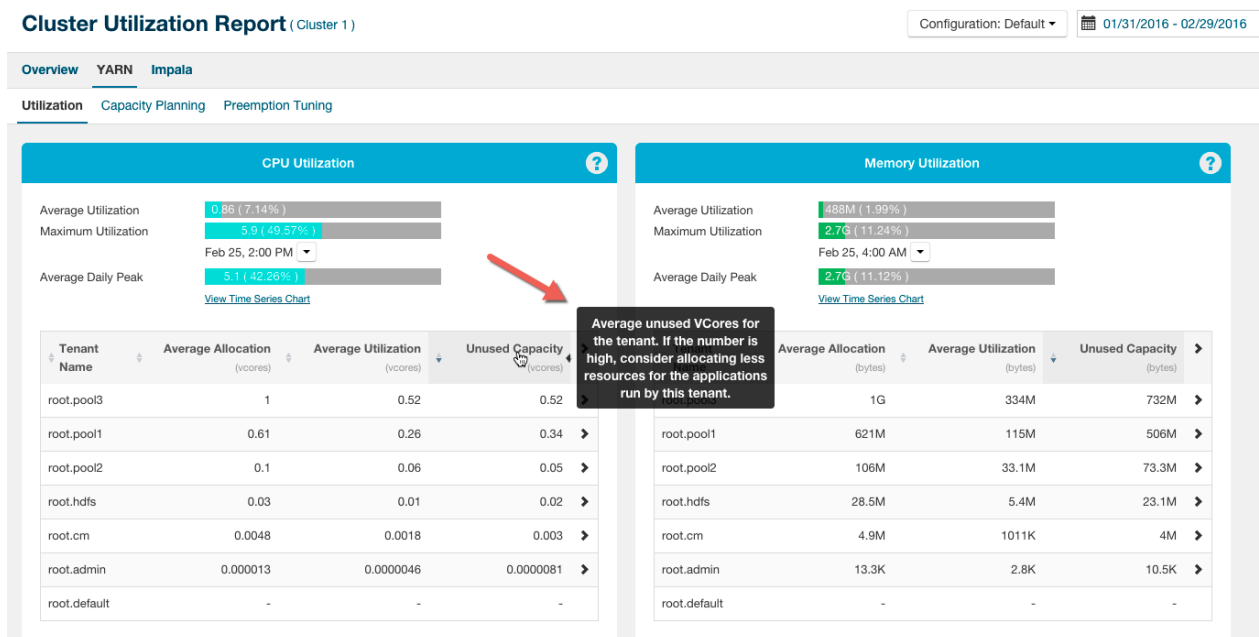 Cluster Utilization Report ( Cluster 1 )
Configuration: Default
01/31/2016 - 02/29/2016
Overview YARN Impala
Utilization Capacity Planning Preemption Tuning
CPU Utilization ?
Average Utilization 0.86 ( 7.14% )
Maximum Utilization 5.9 ( 49.57% )
Feb 25, 2:00 PM
Average Daily Peak 5.1 ( 42.26% )
View Time Series Chart
Tenant Name Average Allocation (vcores) Average Utilization (vcores) Unused Capacity (vcores)
root.pool3 1 0.52 0.52
root.pool1 0.61 0.26 0.34
root.pool2 0.1 0.06 0.05
root.hdfs 0.03 0.01 0.02
root.cm 0.0048 0.0018 0.003
root.admin 0.000013 0.0000046 0.0000081
root.default - - -
Average unused VCores for
the tenant. If the number is
high, consider allocating less
resources for the applications
run by this tenant.
Memory Utilization ?
Average Utilization 488M ( 1.99% )
Maximum Utilization 2.7G ( 11.24% )
Feb 25, 4:00 AM
Average Daily Peak 2.7G ( 11.12% )
View Time Series Chart
Tenant Name Average Allocation (bytes) Average Utilization (bytes) Unused Capacity (bytes)
root.pool3 1G 334M 732M
root.pool1 621M 115M 506M
root.pool2 106M 33.1M 73.3M
root.hdfs 28.5M 5.4M 23.1M
root.cm 4.9M 1011K 4M
root.admin 13.3K 2.8K 10.5K
root.default - - -